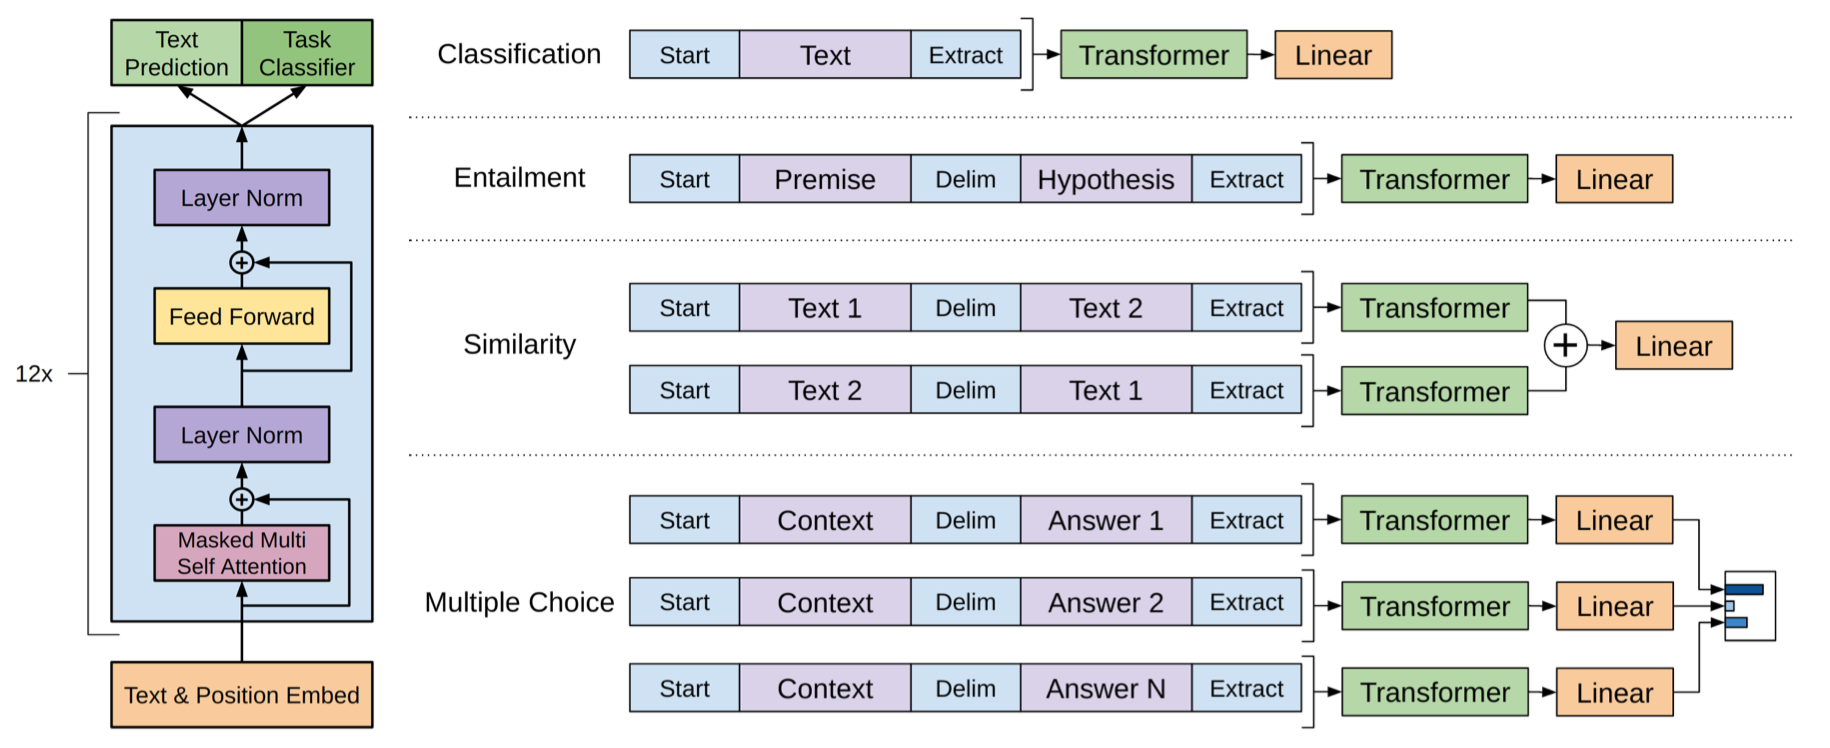 Text
Prediction
Task
Classifier
12x
Layer Norm
Feed Forward
Layer Norm
Masked Multi
Self Attention
Text & Position Embed
Classification
Start Text Extract Transformer Linear
Entailment
Start Premise Delim Hypothesis Extract Transformer Linear
Similarity
Start Text 1 Delim Text 2 Extract Transformer
Start Text 2 Delim Text 1 Extract Transformer
Linear
Multiple Choice
Start Context Delim Answer 1 Extract Transformer Linear
Start Context Delim Answer 2 Extract Transformer Linear
Start Context Delim Answer N Extract Transformer Linear